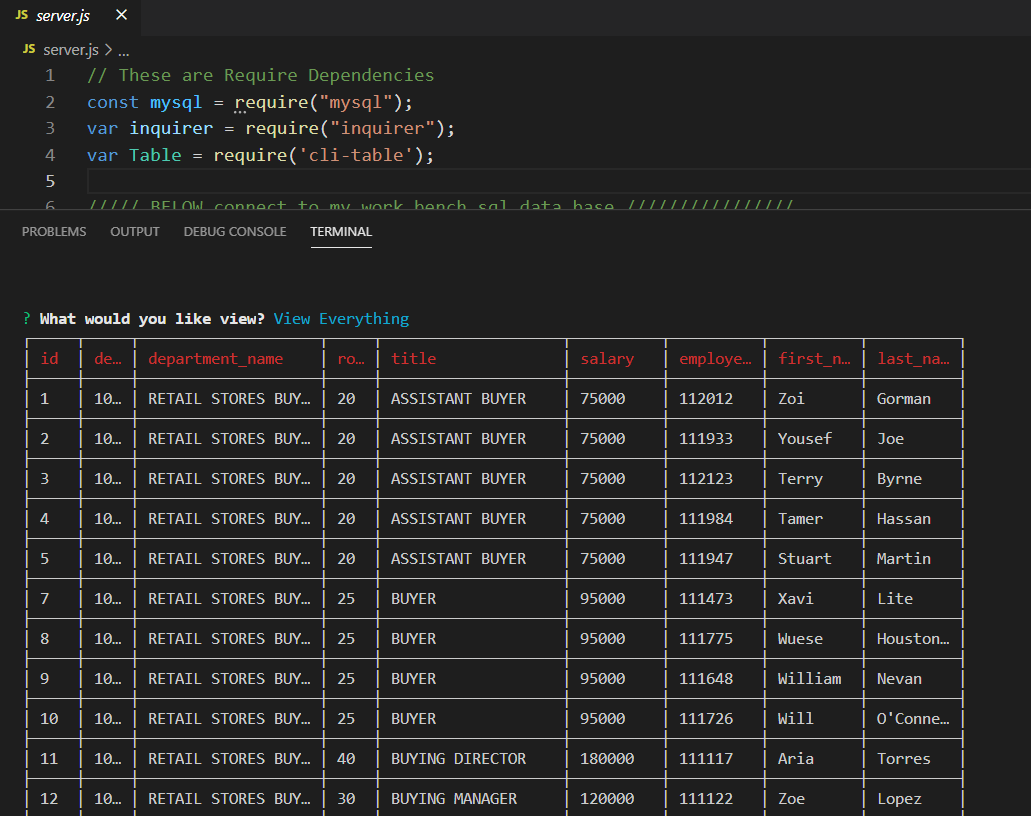 JS server.js ×
JS server.js > ...
1 // These are Require Dependencies
2 const mysql = require("mysql");
3 var inquirer = require("inquirer");
4 var Table = require('cli-table');
5
6 ///// BELOW connect to my work bench sql data base ////////////////
PROBLEMS OUTPUT DEBUG CONSOLE TERMINAL
? What would you like view? View Everything
id de… department_name ro… title salary employe… first_n… last_na…
1 10… RETAIL STORES BUY… 20 ASSISTANT BUYER 75000 112012 Zoi Gorman
2 10… RETAIL STORES BUY… 20 ASSISTANT BUYER 75000 111933 Yousef Joe
3 10… RETAIL STORES BUY… 20 ASSISTANT BUYER 75000 112123 Terry Byrne
4 10… RETAIL STORES BUY… 20 ASSISTANT BUYER 75000 111984 Tamer Hassan
5 10… RETAIL STORES BUY… 20 ASSISTANT BUYER 75000 111947 Stuart Martin
7 10… RETAIL STORES BUY… 25 BUYER 95000 111473 Xavi Lite
8 10… RETAIL STORES BUY… 25 BUYER 95000 111775 Wuese Houston…
9 10… RETAIL STORES BUY… 25 BUYER 95000 111648 William Nevan
10 10… RETAIL STORES BUY… 25 BUYER 95000 111726 Will O'Conne…
11 10… RETAIL STORES BUY… 40 BUYING DIRECTOR 180000 111117 Aria Torres
12 10… RETAIL STORES BUY… 30 BUYING MANAGER 120000 111122 Zoe Lopez